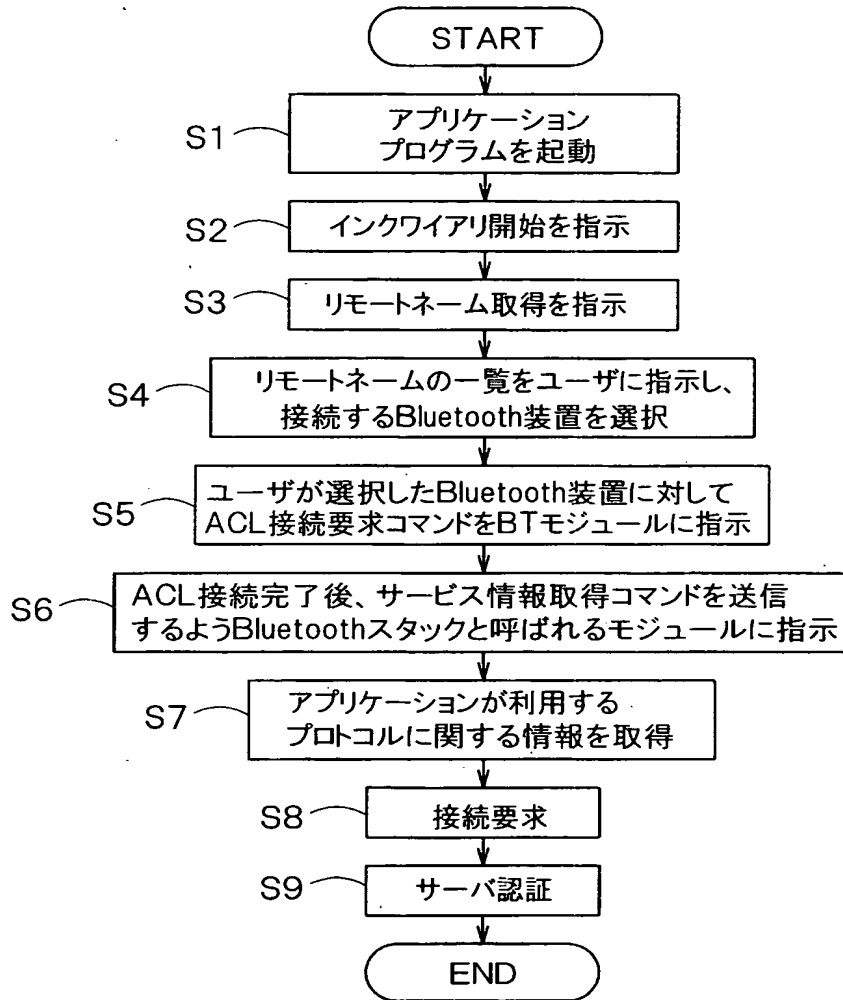 START
S1
アプリケーション
プログラムを起動
S2
インクワイアリ開始を指示
S3
リモートネーム取得を指示
S4
リモートネームの一覧をユーザに指示し、
接続するBluetooth装置を選択
S5
ユーザが選択したBluetooth装置に対して
ACL接続要求コマンドをBTモジュールに指示
S6
ACL接続完了後、サービス情報取得コマンドを送信
するようBluetoothスタックと呼ばれるモジュールに指示
S7
アプリケーションが利用する
プロトコルに関する情報を取得
S8
接続要求
S9
サーバ認証
END